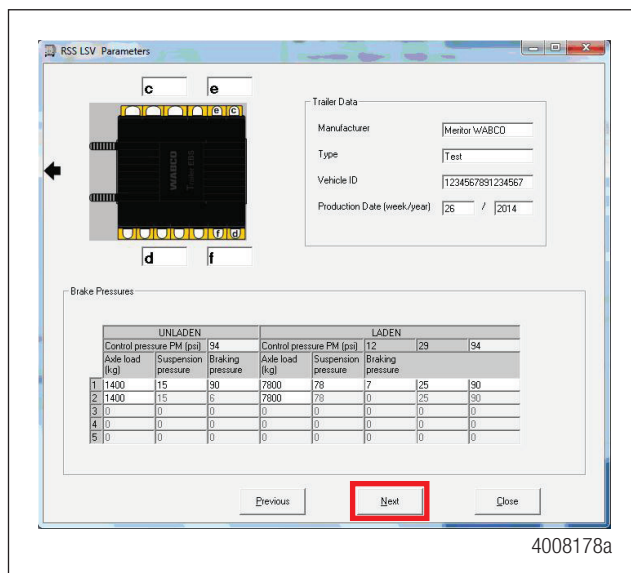 RSS LSV Parameters
c e
e c
WABCO
Trailer EBS
f d
d f
Trailer Data
Manufacturer Meritor WABCO
Type Test
Vehicle ID 1234567891234567
Production Date (week/year) 26 / 2014
Brake Pressures
UNLADEN LADEN
Control pressure PM (psi) 94 Control pressure PM (psi) 12 29 94
Axle load (kg) Suspension pressure Braking pressure Axle load (kg) Suspension pressure Braking pressure
1 1400 15 90 7800 78 7 25 90
2 1400 15 6 7800 78 0 25 90
3 0 0 0 0 0 0 0 0
4 0 0 0 0 0 0 0 0
5 0 0 0 0 0 0 0 0
Previous Next Close
4008178a